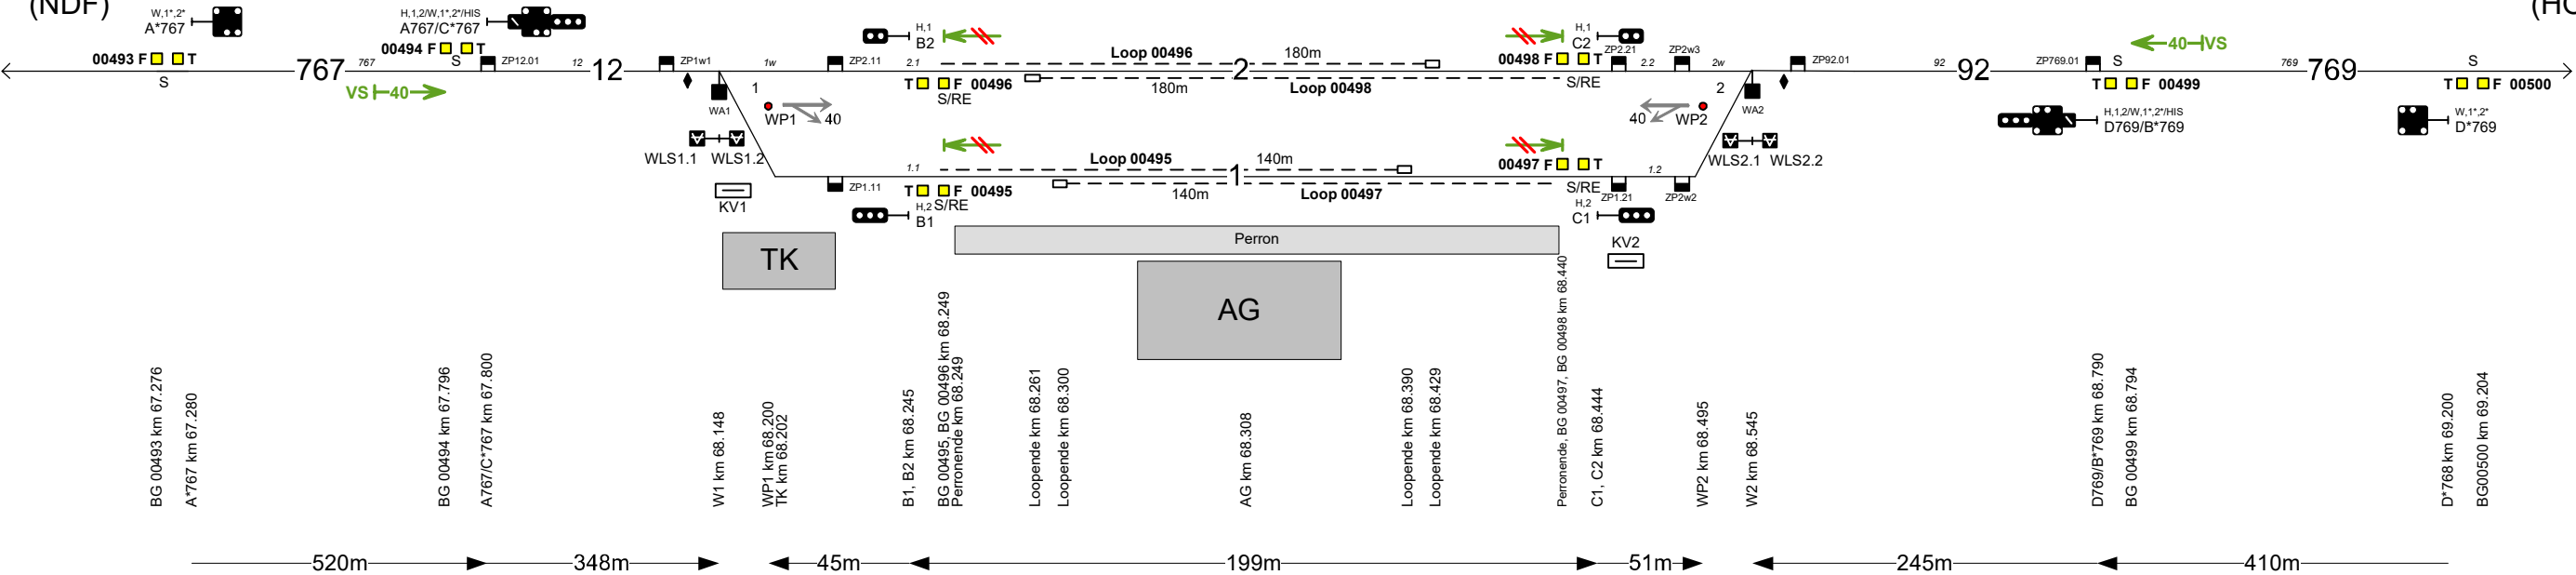 (NDF)
(HO
W,1*,2*
A*767
H,1,2/W,1*,2*/HIS
A767/C*767
H,1
B2
H,1
C2
40 VS
00493 F T
00494 F T
S
S
767
767
VS 40
ZP12.01
12
12
ZP1w1
1w
ZP2.11
2.1
Loop 00496
180m
2
00498 F T
ZP2.21
2.2
ZP2w3
2w
ZP92.01
92
92
ZP769.01
S
769
769
S
T F 00496
S/RE
180m
Loop 00498
S/RE
T F 00499
T F 00500
1
WA1
WP1
40
40
WP2
2
WA2
H,1,2/W,1*,2*/HIS
D769/B*769
W,1*,2*
D*769
WLS1.1 WLS1.2
WLS2.1 WLS2.2
Loop 00495
140m
1
00497 F T
1.1
1.2
KV1
ZP1.11
T F 00495
S/RE
140m
Loop 00497
S/RE
ZP1.21
ZP2w2
H,2
B1
H,2
C1
KV2
TK
Perron
AG
BG 00493 km 67.276
A*767 km 67.280
BG 00494 km 67.796
A767/C*767 km 67.800
W1 km 68.148
WP1 km 68.200
TK km 68.202
B1, B2 km 68.245
BG 00495, BG 00496 km 68.249
Perronende km 68.249
Loopende km 68.261
Loopende km 68.300
AG km 68.308
Loopende km 68.390
Loopende km 68.429
Perronende, BG 00497, BG 00498 km 68.440
C1, C2 km 68.444
WP2 km 68.495
W2 km 68.545
D769/B*769 km 68.790
BG 00499 km 68.794
D*768 km 69.200
BG00500 km 69.204
520m
348m
45m
199m
51m
245m
410m